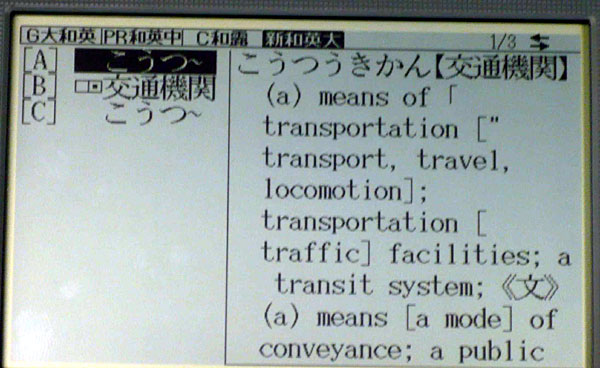 G大和英 PR和英中 C和露 新和英大 1/3
[A] こうつ~
[B] 交通機関
[C] こうつ~
こうつうきかん【交通機関】
(a) means of「
transportation ["
transport, travel,
locomotion];
transportation [
traffic] facilities; a
transit system; 《文》
(a) means [a mode] of
conveyance; a public